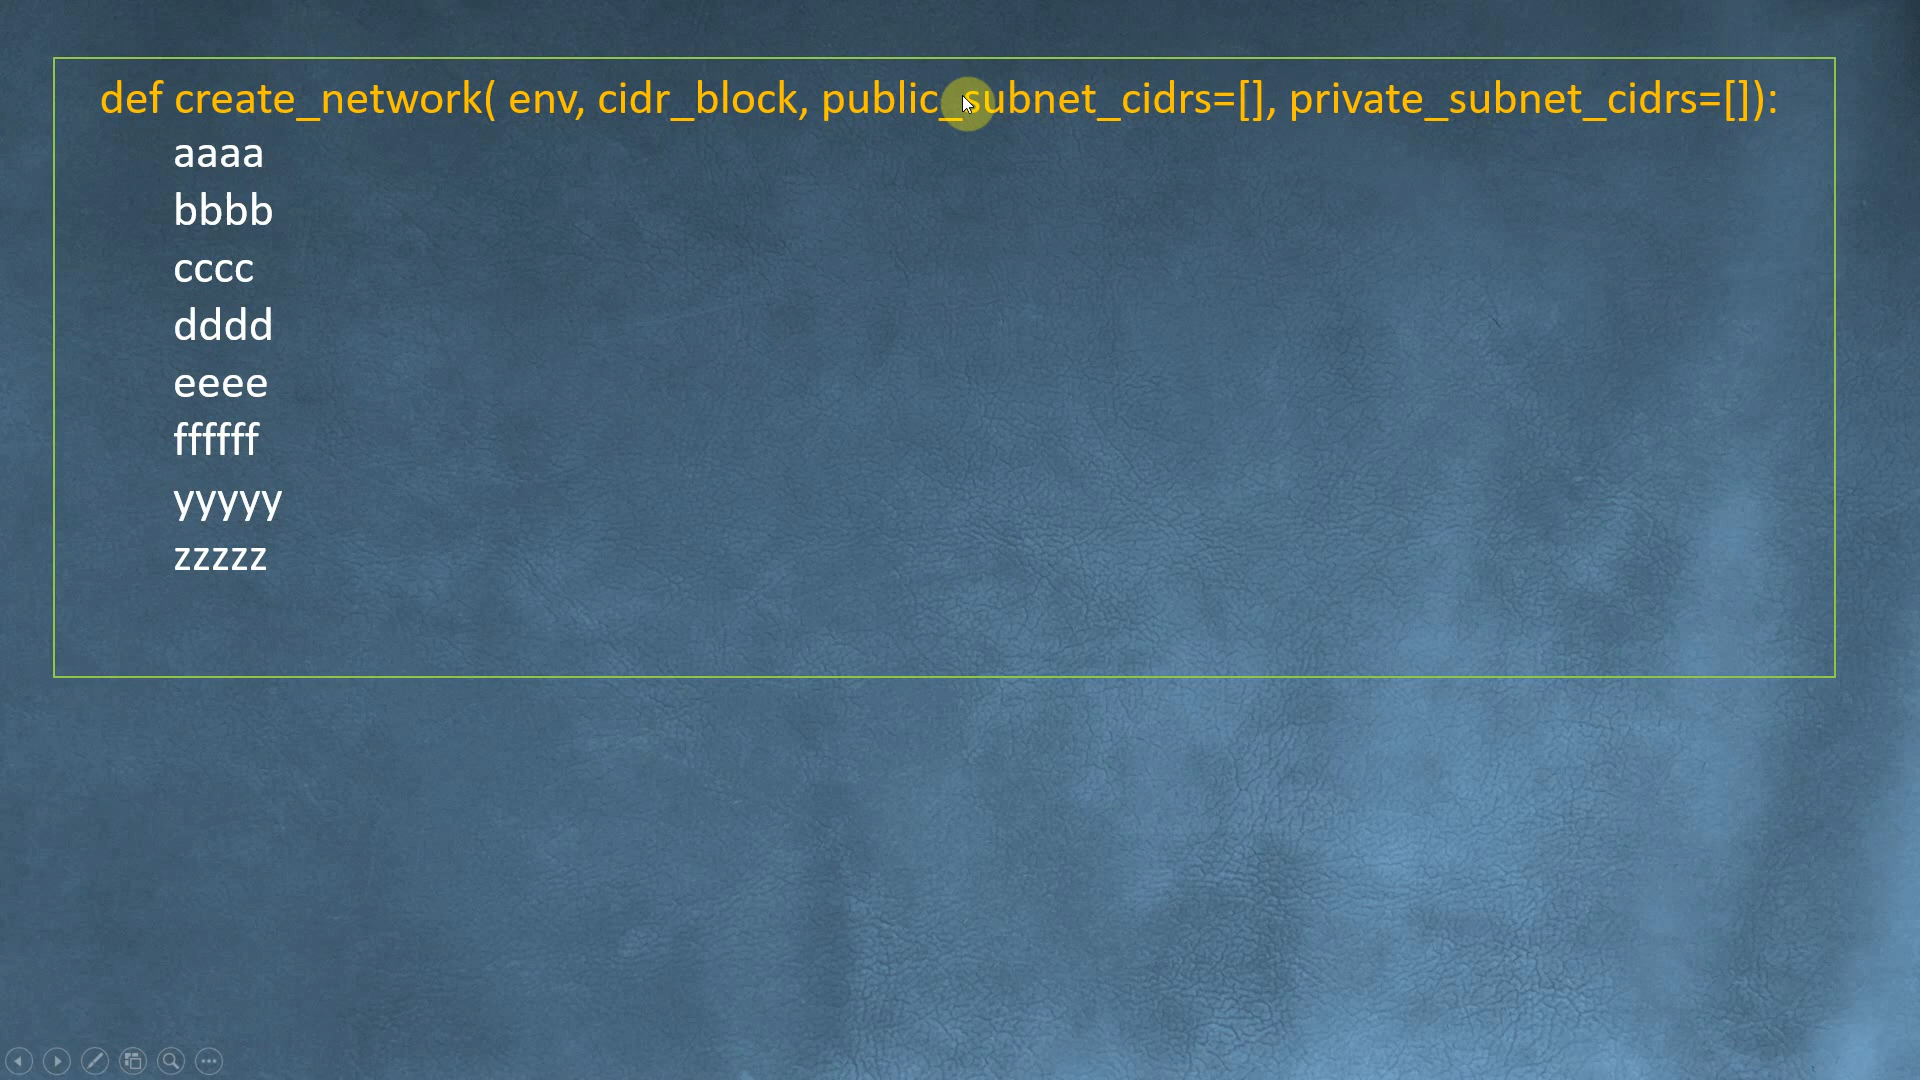 def create_network( env, cidr_block, public_subnet_cidrs=[], private_subnet_cidrs=[]):
aaaa
bbbb
cccc
dddd
eeee
ffffff
yyyyy
zzzzz